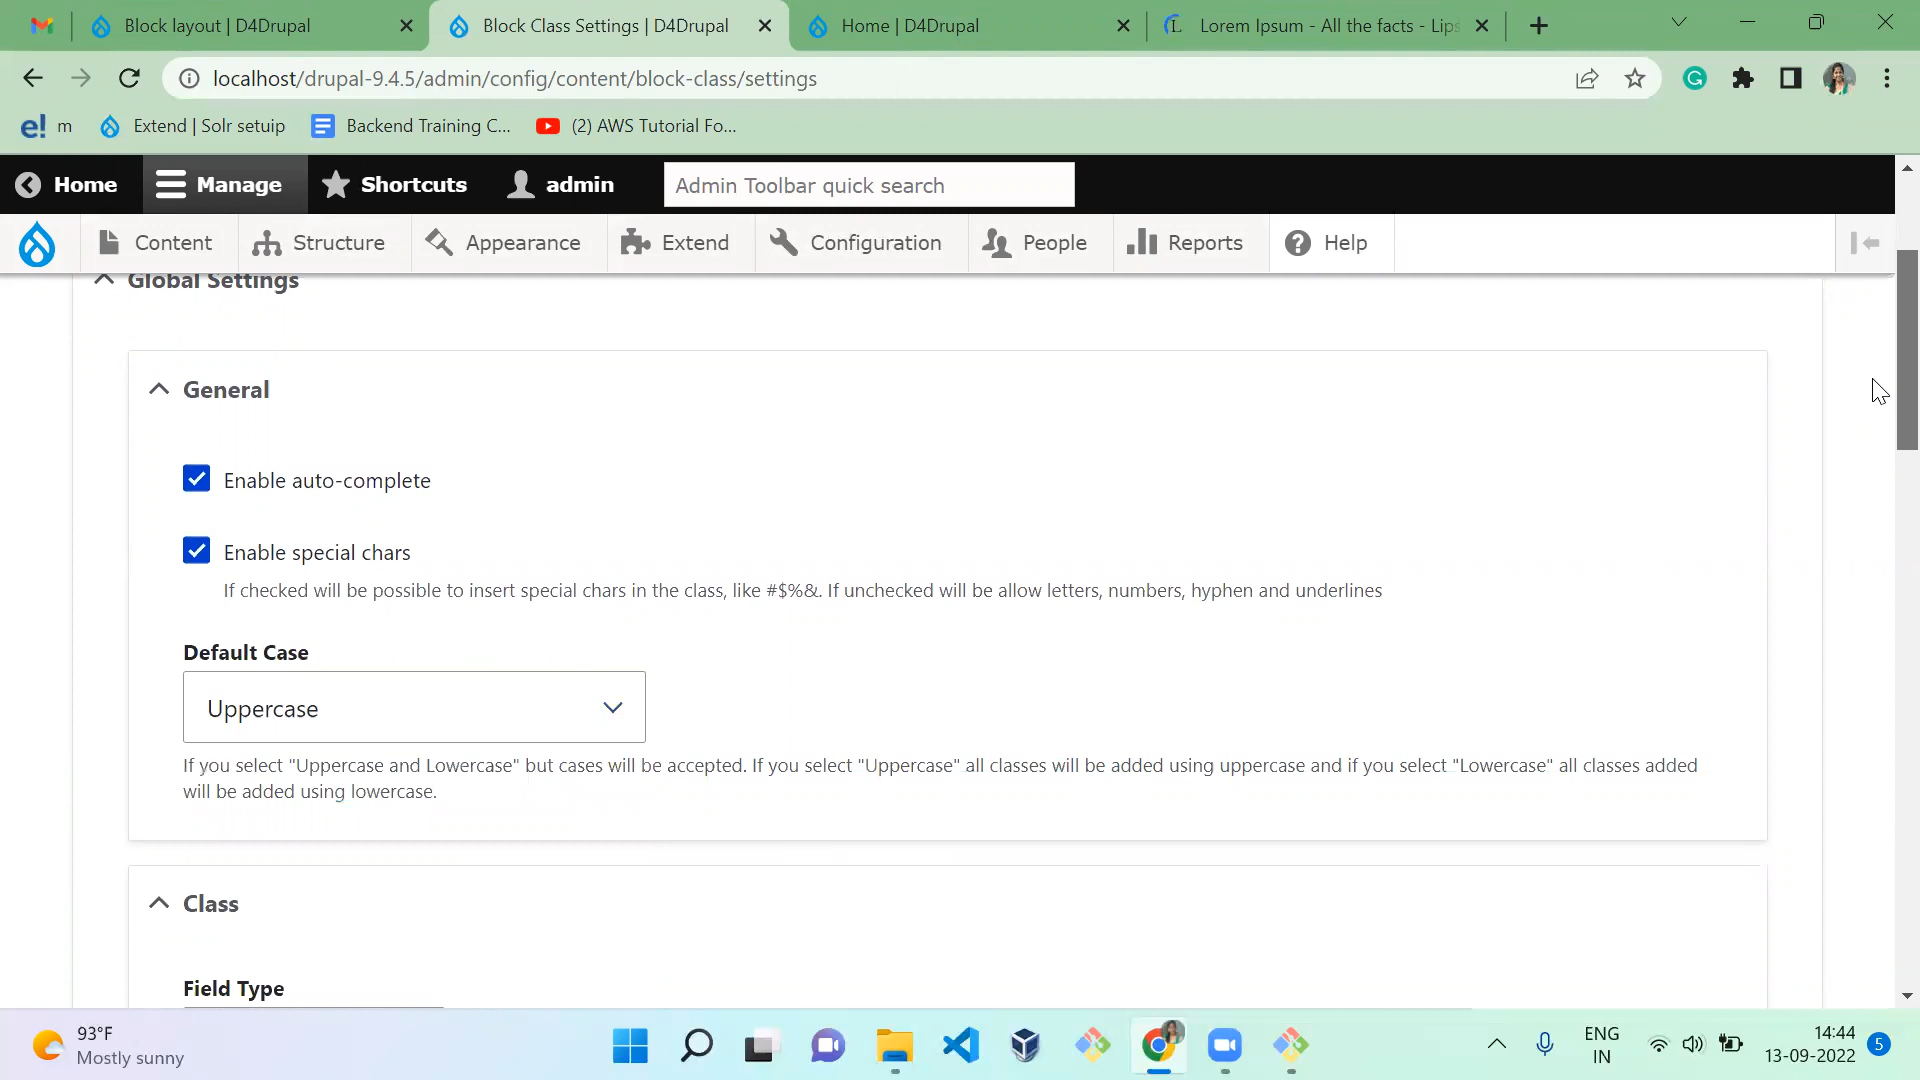 Block layout | D4Drupal
Block Class Settings | D4Drupal
Home | D4Drupal
Lorem Ipsum - All the facts - Lips
localhost/drupal-9.4.5/admin/config/content/block-class/settings
e! m
Extend | Solr setuip
Backend Training C...
(2) AWS Tutorial Fo...
Home
Manage
Shortcuts
admin
Admin Toolbar quick search
Content
Structure
Appearance
Extend
Configuration
People
Reports
Help
Global Settings
General
Enable auto-complete
Enable special chars
If checked will be possible to insert special chars in the class, like #$%&. If unchecked will be allow letters, numbers, hyphen and underlines
Default Case
Uppercase
If you select "Uppercase and Lowercase" but cases will be accepted. If you select "Uppercase" all classes will be added using uppercase and if you select "Lowercase" all classes added
will be added using lowercase.
Class
Field Type
93°F
Mostly sunny
ENG
IN
14:44
13-09-2022
5